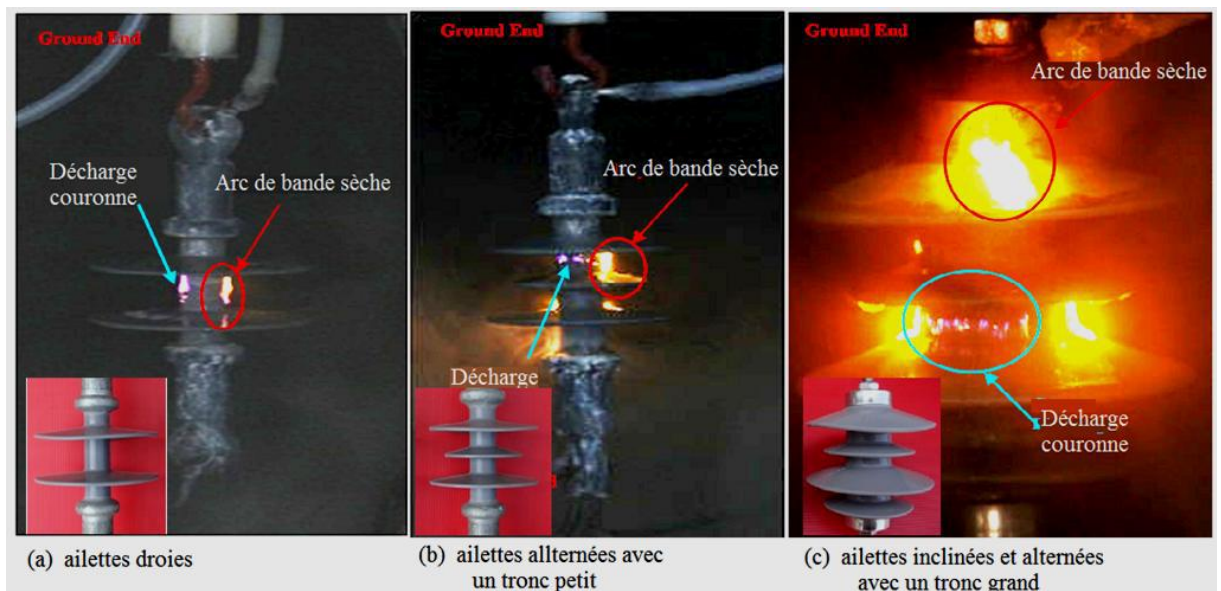 Ground End
Décharge
couronne
Arc de bande sèche
Ground End
Arc de bande sèche
Décharge
Ground End
Arc de bande sèche
Décharge
couronne
(a) ailettes droies
(b) ailettes allternées avec
un tronc petit
(c) ailettes inclinées et alternées
avec un tronc grand